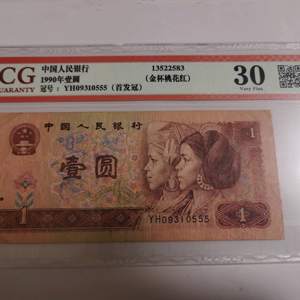 CG 中国人民银行 13522583 30
GUARANTY 1990年壹圆 (金杯桃花红) Very Fine
冠号: YH09310555 (首发冠)
中国人民银行 1
壹圆
YH09310555
1 1